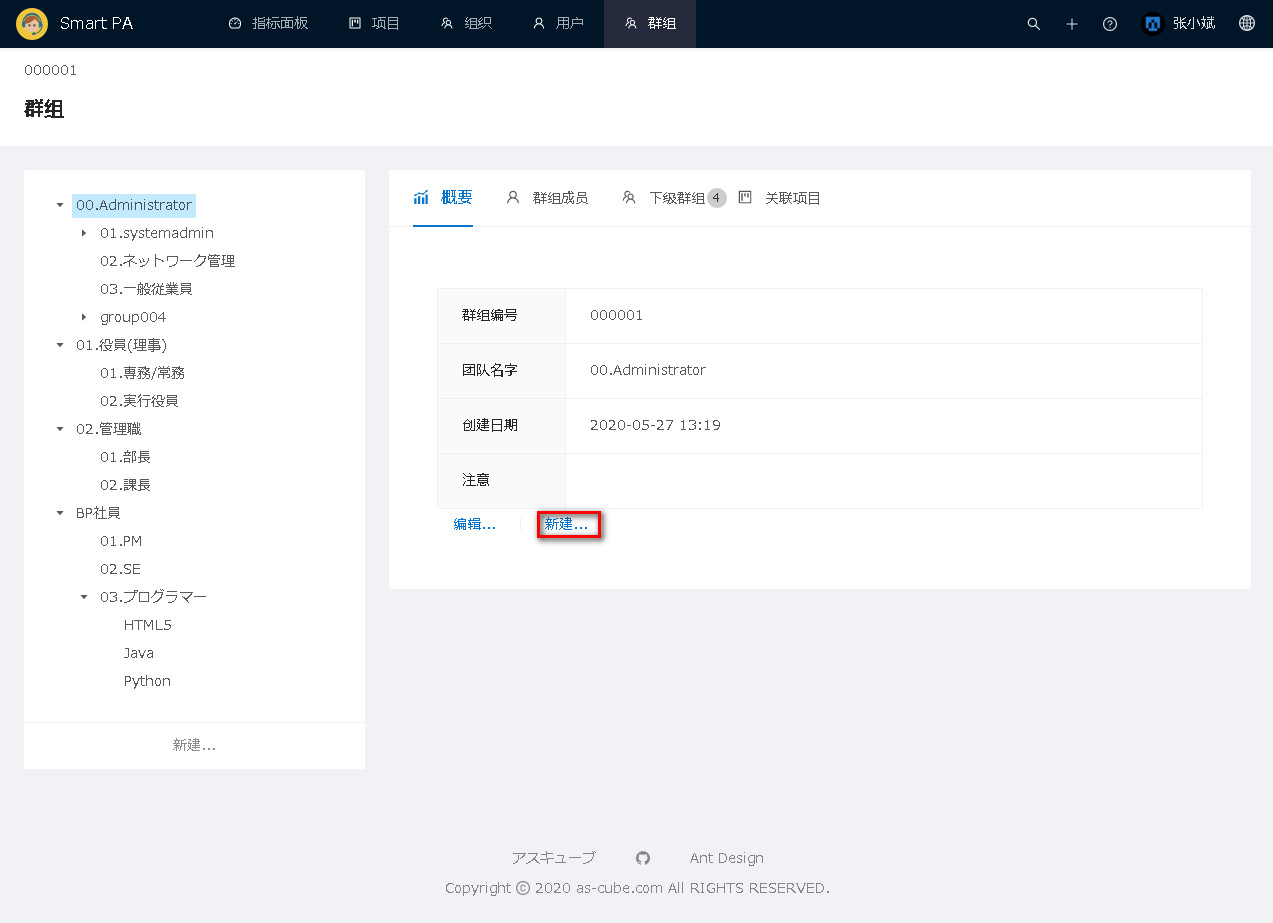 Smart PA 指标面板 项目 组织 用户 群组 张小斌
000001
群组
00.Administrator
01.systemadmin
02.ネットワーク管理
03.一般従業員
group004
01.役員(理事)
01.専務/常務
02.実行役員
02.管理職
01.部長
02.課長
BP社員
01.PM
02.SE
03.プログラマー
HTML5
Java
Python
新建...
概要 群组成员 下级群组 4 关联项目
群组编号 000001
团队名字 00.Administrator
创建日期 2020-05-27 13:19
注意
编辑... 新建...
アスキューブ Ant Design
Copyright © 2020 as-cube.com All RIGHTS RESERVED.